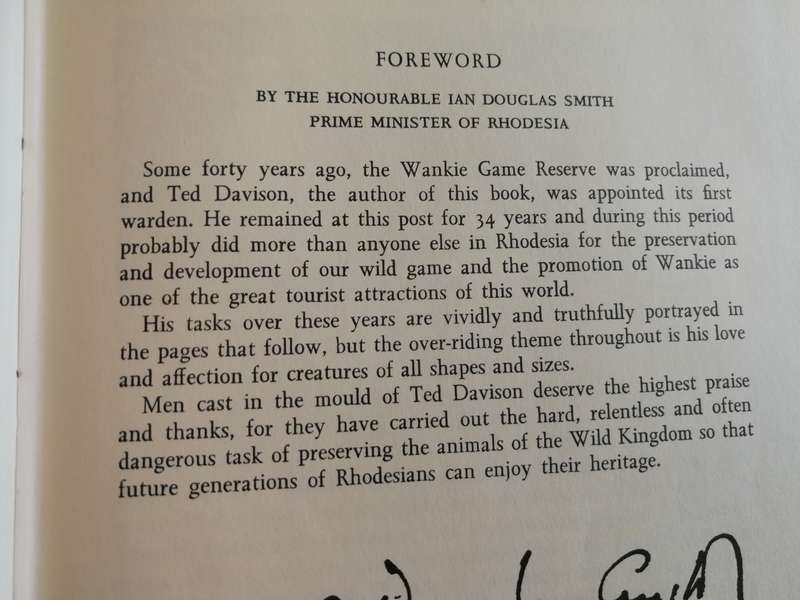 FOREWORD
BY THE HONOURABLE IAN DOUGLAS SMITH
PRIME MINISTER OF RHODESIA
Some forty years ago, the Wankie Game Reserve was proclaimed,
and Ted Davison, the author of this book, was appointed its first
warden. He remained at this post for 34 years and during this period
probably did more than anyone else in Rhodesia for the preservation
and development of our wild game and the promotion of Wankie as
one of the great tourist attractions of this world.
His tasks over these years are vividly and truthfully portrayed in
the pages that follow, but the over-riding theme throughout is his love
and affection for creatures of all shapes and sizes.
Men cast in the mould of Ted Davison deserve the highest praise
and thanks, for they have carried out the hard, relentless and often
dangerous task of preserving the animals of the Wild Kingdom so that
future generations of Rhodesians can enjoy their heritage.